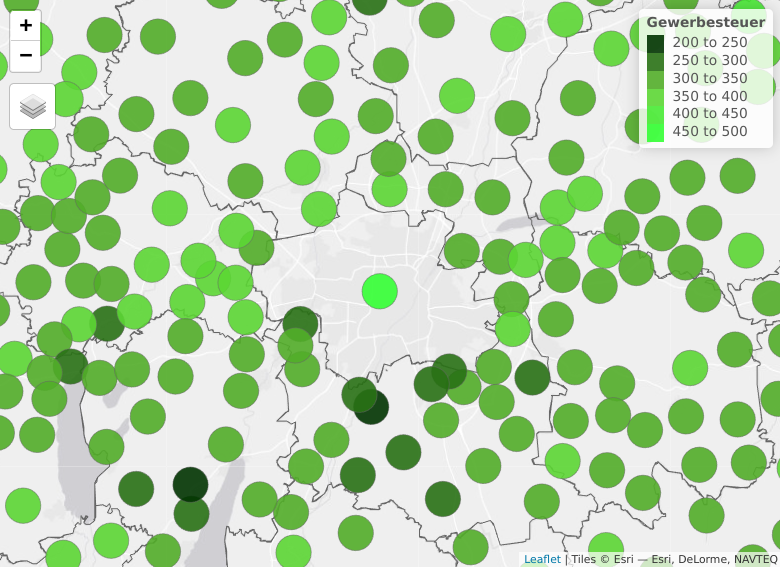 +
−
Gewerbesteuer
200 to 250
250 to 300
300 to 350
350 to 400
400 to 450
450 to 500
Leaflet | Tiles © Esri — Esri, DeLorme, NAVTEQ